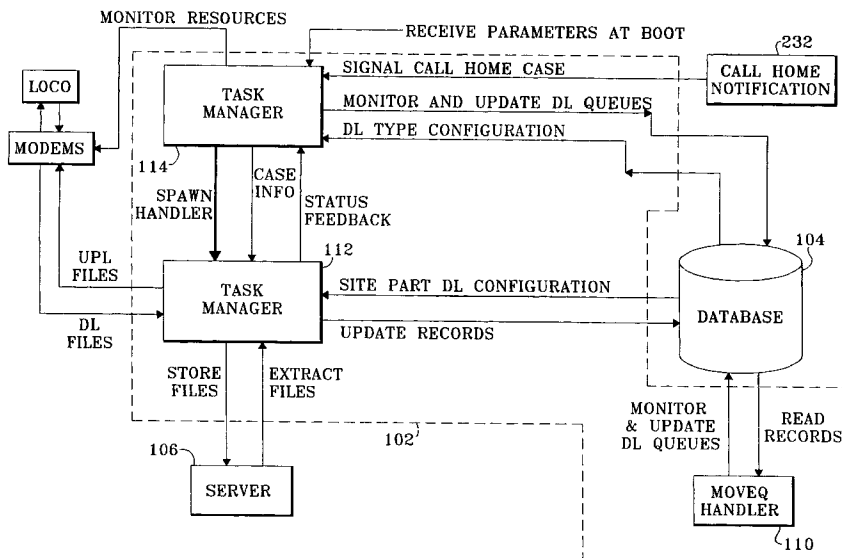 MONITOR RESOURCES
RECEIVE PARAMETERS AT BOOT
232
SIGNAL CALL HOME CASE
CALL HOME
NOTIFICATION
LOCO
TASK
MANAGER
MONITOR AND UPDATE DL QUEUES
MODEMS
DL TYPE CONFIGURATION
114
SPAWN
HANDLER
CASE
INFO
STATUS
FEEDBACK
112
104
UPL
FILES
TASK
MANAGER
SITE PART DL CONFIGURATION
DATABASE
DL
FILES
UPDATE RECORDS
STORE
FILES
EXTRACT
FILES
MONITOR
& UPDATE
DL QUEUES
READ
RECORDS
102
106
SERVER
MOVEQ
HANDLER
110